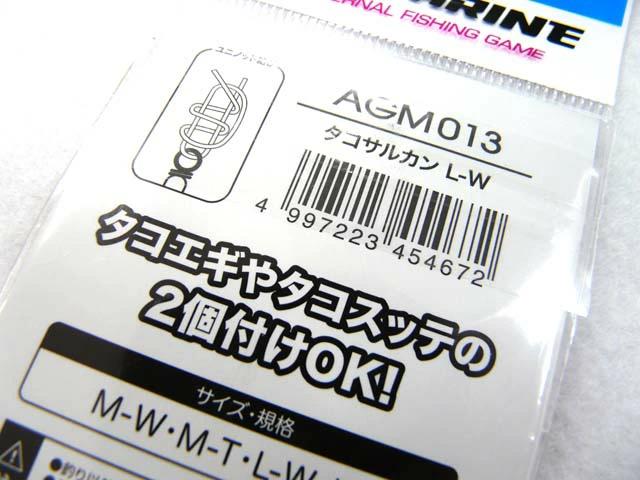 ARINE
ERNAL FISHING GAME
ユニノット結び
AGM013
タコサルカン L-W
4 997223 454672
タコエギやタコスッテの
2個付けOK!
サイズ・規格
M-W・M-T・L-W